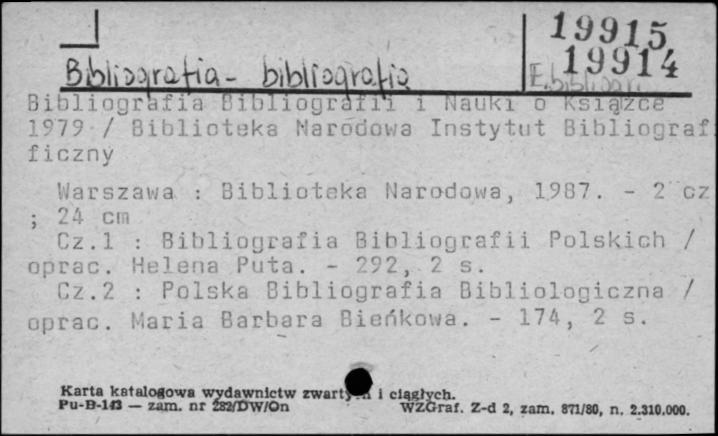 19915
19914
Bibliografia - bibliografia
E. bibliogr.
Bibliografia Bibliografii i Nauki o Książce
1979 / Biblioteka Narodowa Instytut Bibliograf
ficzny
Warszawa : Biblioteka Narodowa, 1987. - 2 cz
; 24 cm
Cz.1 : Bibliografia Bibliografii Polskich /
oprac. Helena Puta. - 292, 2 s.
Cz.2 : Polska Bibliografia Bibliologiczna /
oprac. Maria Barbara Bieńkowa. - 174, 2 s.
Karta katalogowa wydawnictw zwartych i ciągłych.
Pu-B-143 — zam. nr 282/DW/On WZGraf. Z-d 2, zam. 871/80, n. 2.310.000.